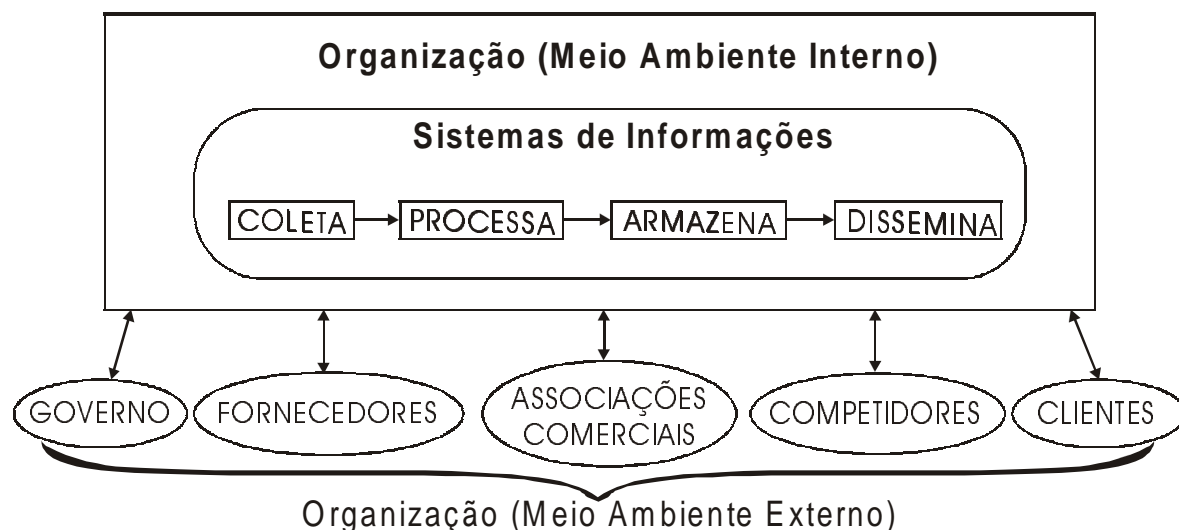 Organização (Meio Ambiente Interno)
Sistemas de Informações
COLETA
PROCESSA
ARMAZENA
DISSEMINA
GOVERNO
FORNECEDORES
ASSOCIAÇÕES
COMERCIAIS
COMPETIDORES
CLIENTES
Organização (Meio Ambiente Externo)